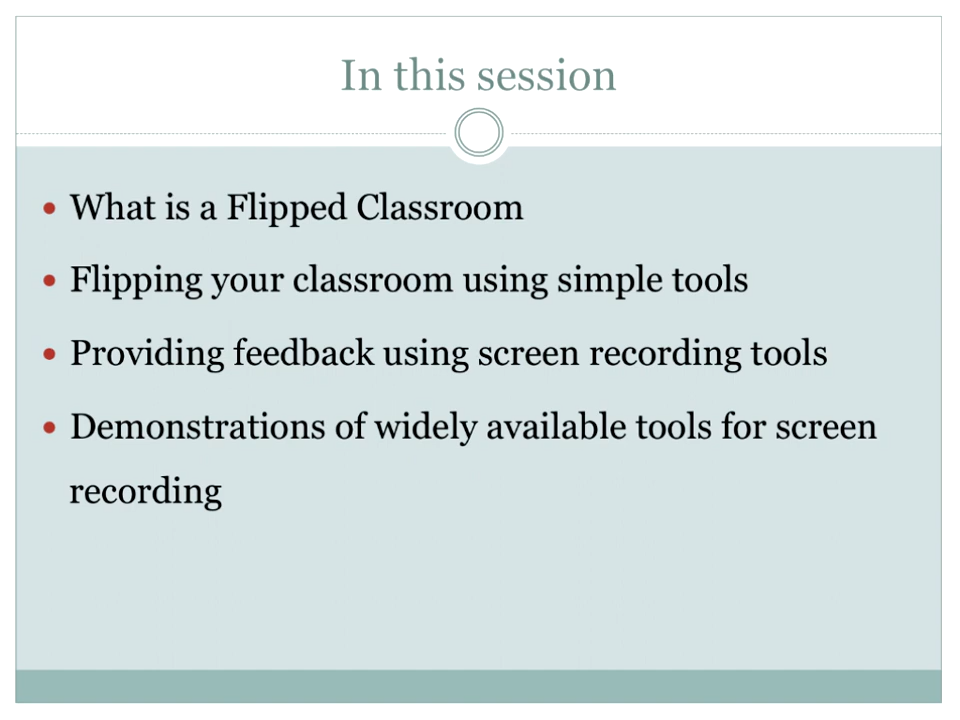 In this session
• What is a Flipped Classroom
• Flipping your classroom using simple tools
• Providing feedback using screen recording tools
• Demonstrations of widely available tools for screen
recording